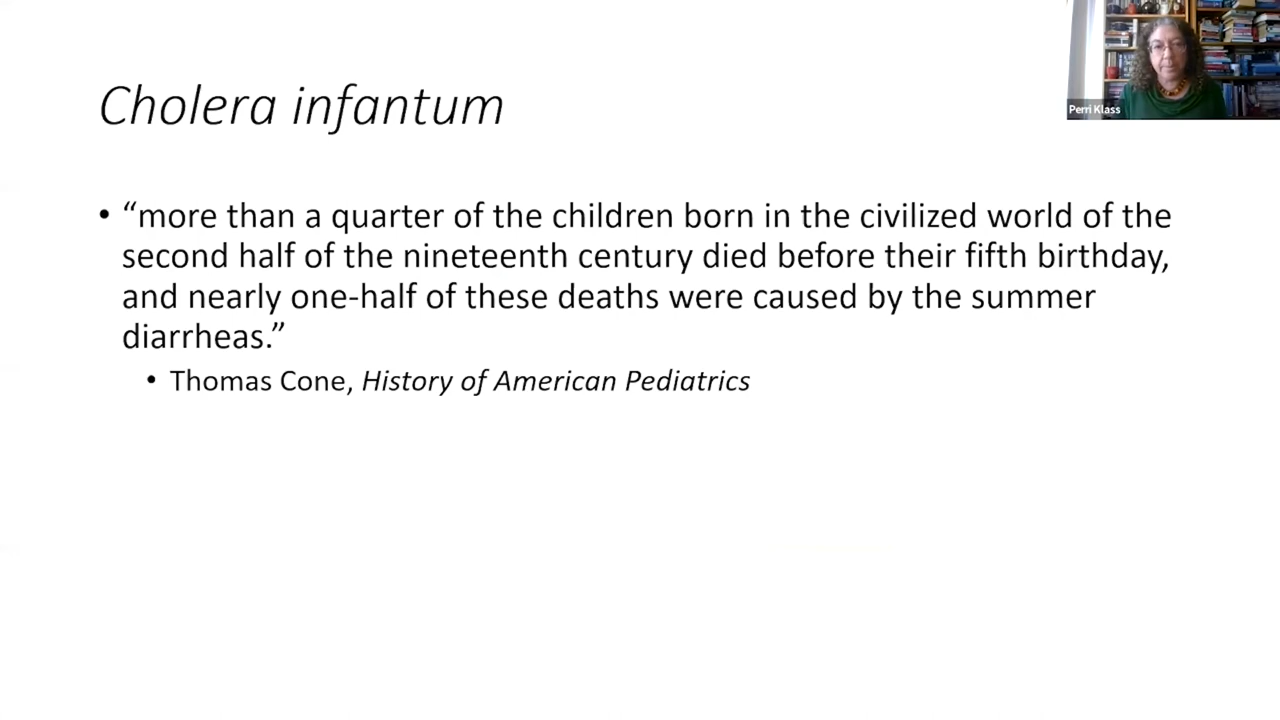 Cholera infantum
Perri Klass
• “more than a quarter of the children born in the civilized world of the
second half of the nineteenth century died before their fifth birthday,
and nearly one-half of these deaths were caused by the summer
diarrheas.”
• Thomas Cone, History of American Pediatrics